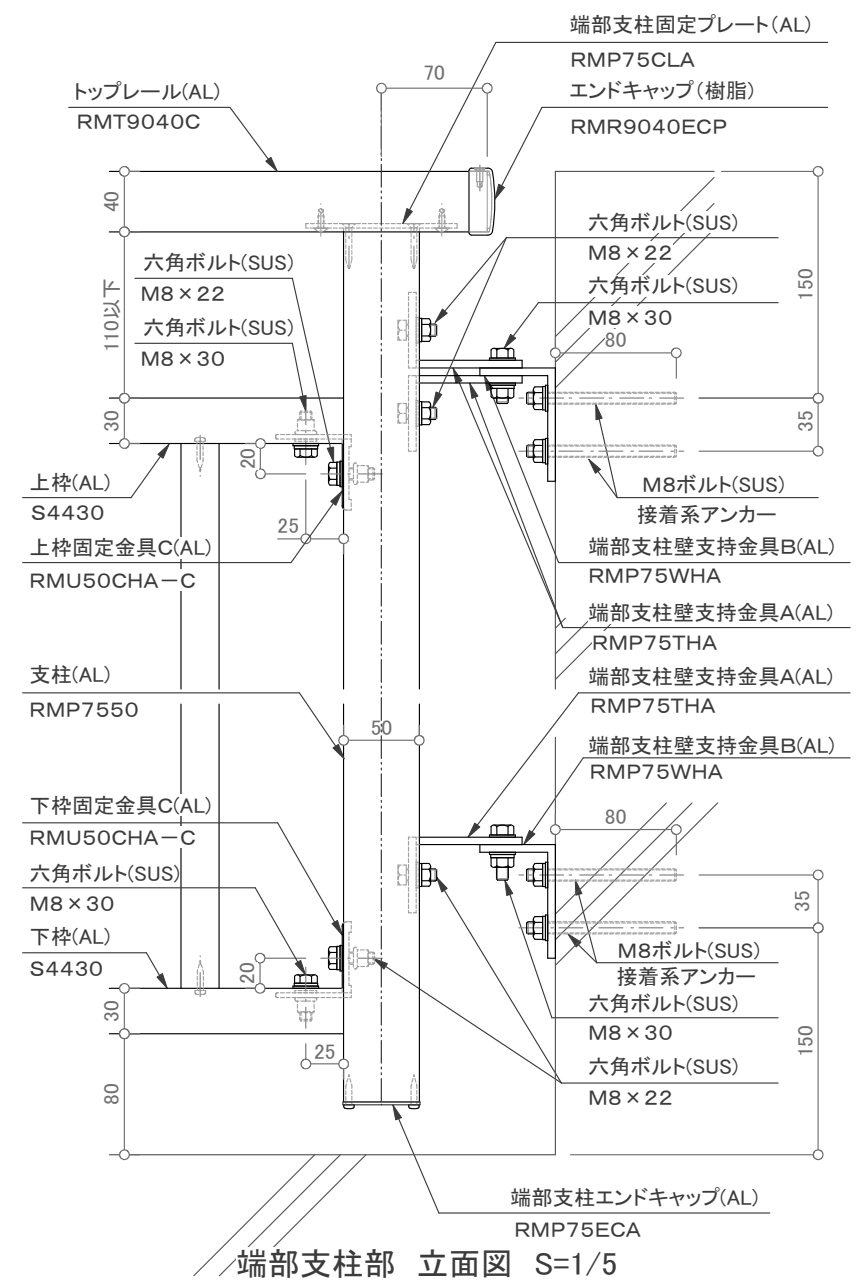 端部支柱固定プレート(AL)
RMP75CLA
70
トップレール(AL)
RMT9040C
エンドキャップ(樹脂)
RMR9040ECP
40
六角ボルト(SUS)
M8×22
六角ボルト(SUS)
M8×22
六角ボルト(SUS)
M8×30
110以下
150
六角ボルト(SUS)
M8×30
80
30
35
20
上枠(AL)
S4430
M8ボルト(SUS)
接着系アンカー
25
上枠固定金具C(AL)
RMU50CHA-C
端部支柱壁支持金具B(AL)
RMP75WHA
端部支柱壁支持金具A(AL)
RMP75THA
支柱(AL)
RMP7550
端部支柱壁支持金具A(AL)
RMP75THA
50
端部支柱壁支持金具B(AL)
RMP75WHA
下枠固定金具C(AL)
RMU50CHA-C
80
六角ボルト(SUS)
M8×30
35
下枠(AL)
S4430
20
M8ボルト(SUS)
接着系アンカー
30
六角ボルト(SUS)
M8×30
150
25
六角ボルト(SUS)
M8×22
80
端部支柱エンドキャップ(AL)
RMP75ECA
端部支柱部 立面図 S=1/5